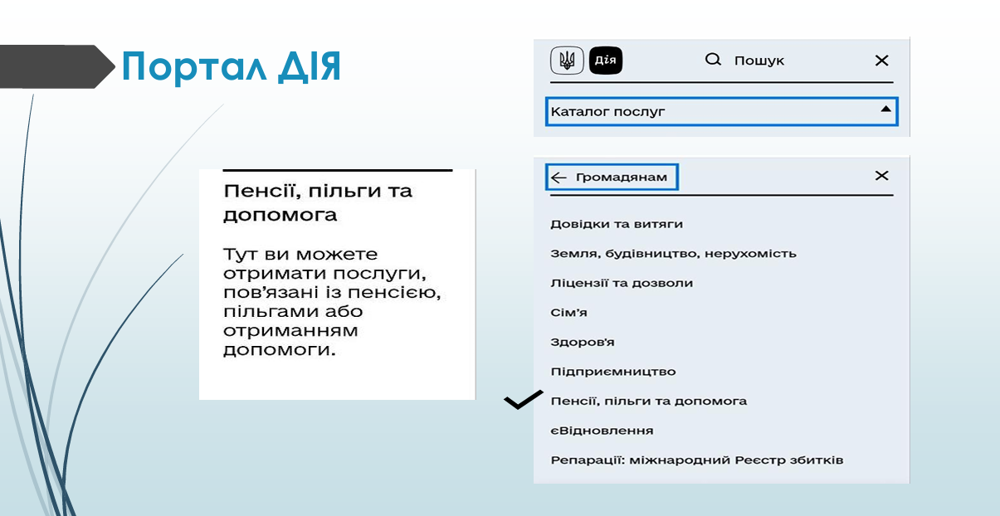 Портал ДІЯ
Пенсії, пільги та
допомога
Тут ви можете
отримати послуги,
пов’язані із пенсією,
пільгами або
отриманням
допомоги.
Дія Пошук
Каталог послуг
Громадянам
Довідки та витяги
Земля, будівництво, нерухомість
Ліцензії та дозволи
Сім’я
Здоров’я
Підприємництво
Пенсії, пільги та допомога
єВідновлення
Репарації: міжнародний Реєстр збитків